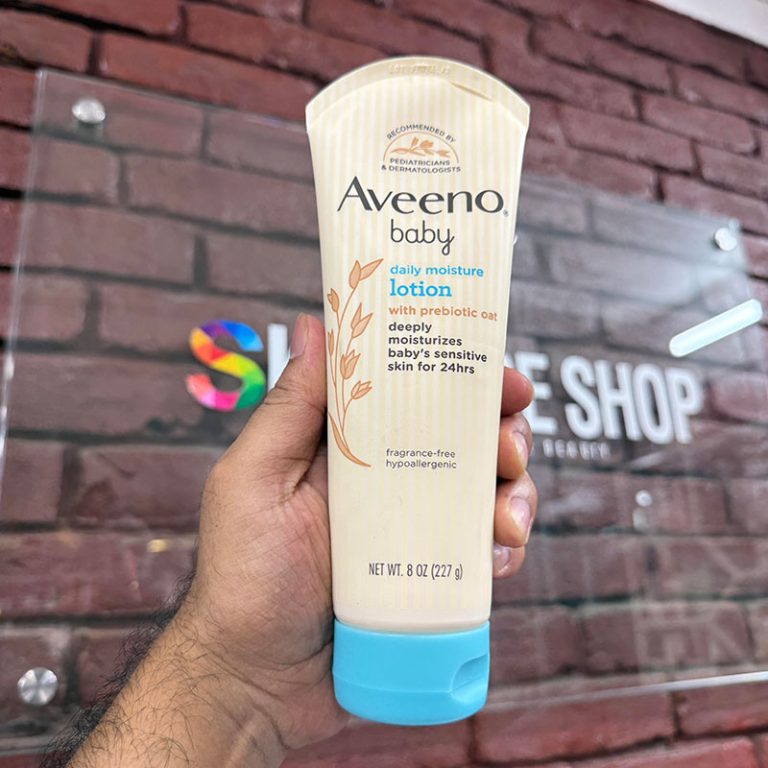 RECOMMENDED BY
PEDIATRICIANS
& DERMATOLOGISTS
Aveeno®
baby
daily moisture
lotion
with prebiotic oat
deeply
moisturizes
baby's sensitive
skin for 24hrs
fragrance-free
hypoallergenic
NET WT. 8 OZ (227 g)
SHOP
BEAUTY